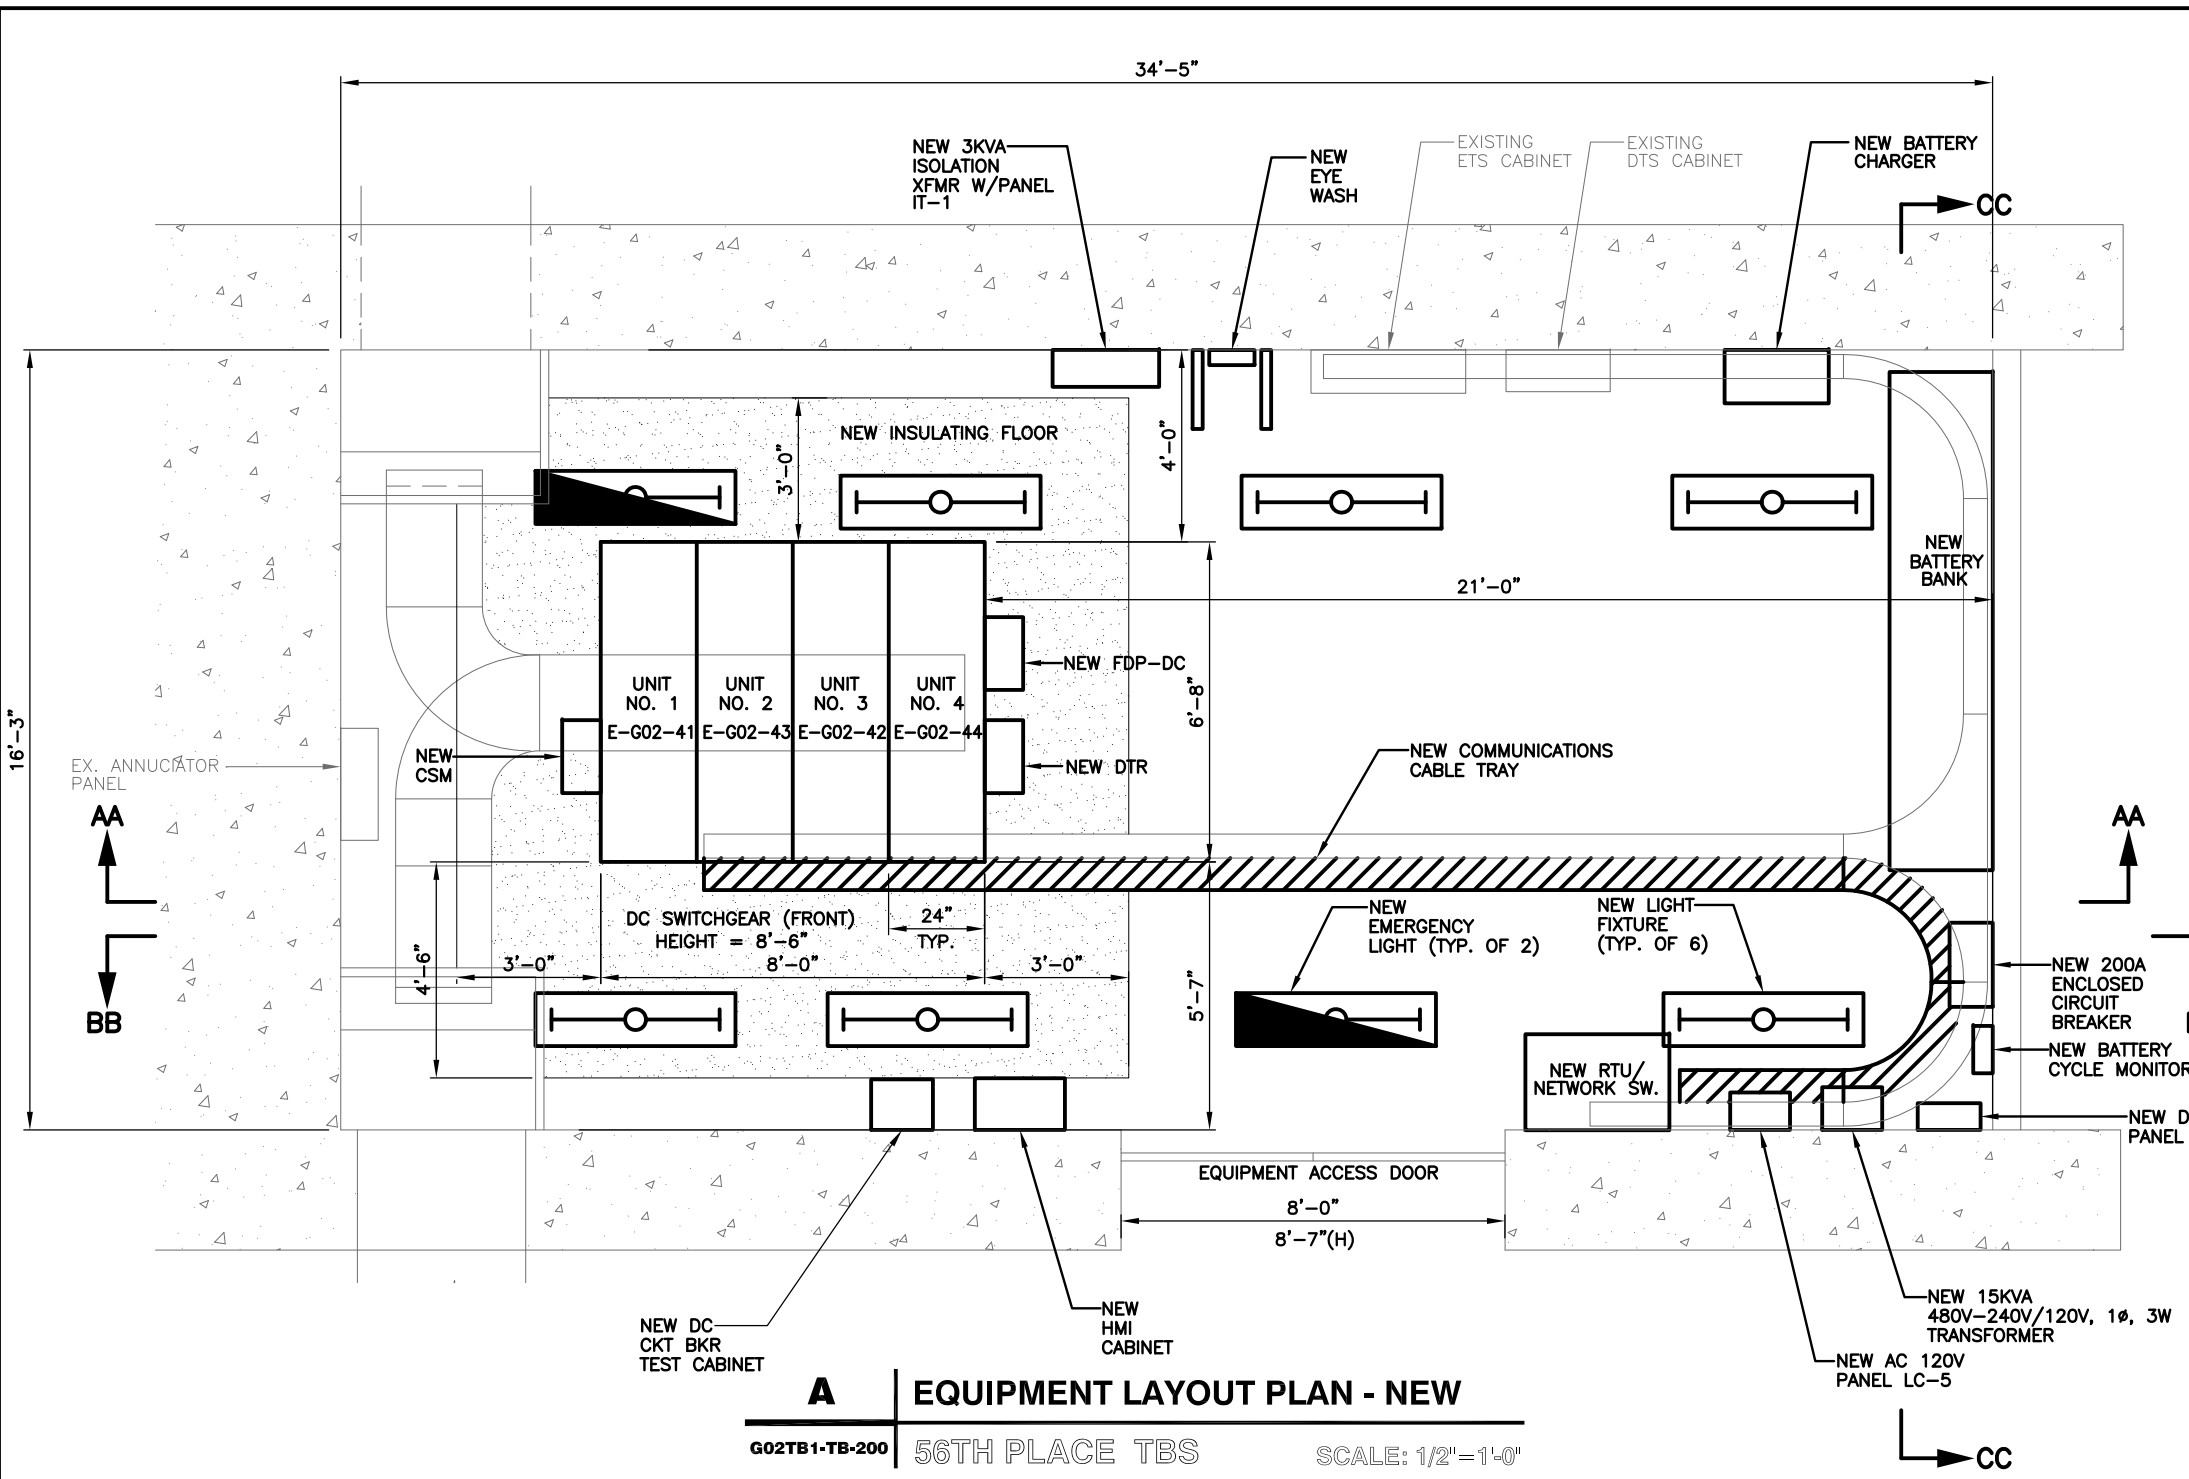 34'-5"
NEW 3KVA
ISOLATION
XFMR W/PANEL
IT-1
NEW
EYE
WASH
EXISTING
ETS CABINET
EXISTING
DTS CABINET
NEW BATTERY
CHARGER
CC
NEW INSULATING FLOOR
3'-0"
4'-0"
NEW
BATTERY
BANK
21'-0"
16'-3"
UNIT
NO. 1
E-G02-41
UNIT
NO. 2
E-G02-43
UNIT
NO. 3
E-G02-42
UNIT
NO. 4
E-G02-44
NEW FDP-DC
6'-8"
NEW DTR
NEW
CSM
EX. ANNUCIATOR
PANEL
NEW COMMUNICATIONS
CABLE TRAY
AA
AA
BB
DC SWITCHGEAR (FRONT)
HEIGHT = 8'-6"
24"
TYP.
4'-6"
3'-0"
8'-0"
3'-0"
5'-7"
NEW
EMERGENCY
LIGHT (TYP. OF 2)
NEW LIGHT
FIXTURE
(TYP. OF 6)
NEW 200A
ENCLOSED
CIRCUIT
BREAKER
NEW BATTERY
CYCLE MONITOR
NEW RTU/
NETWORK SW.
NEW D
PANEL
EQUIPMENT ACCESS DOOR
8'-0"
8'-7"(H)
NEW DC
CKT BKR
TEST CABINET
NEW
HMI
CABINET
NEW 15KVA
480V-240V/120V, 1ø, 3W
TRANSFORMER
NEW AC 120V
PANEL LC-5
CC
A
EQUIPMENT LAYOUT PLAN - NEW
G02TB1-TB-200
56TH PLACE TBS
SCALE: 1/2"=1'-0"